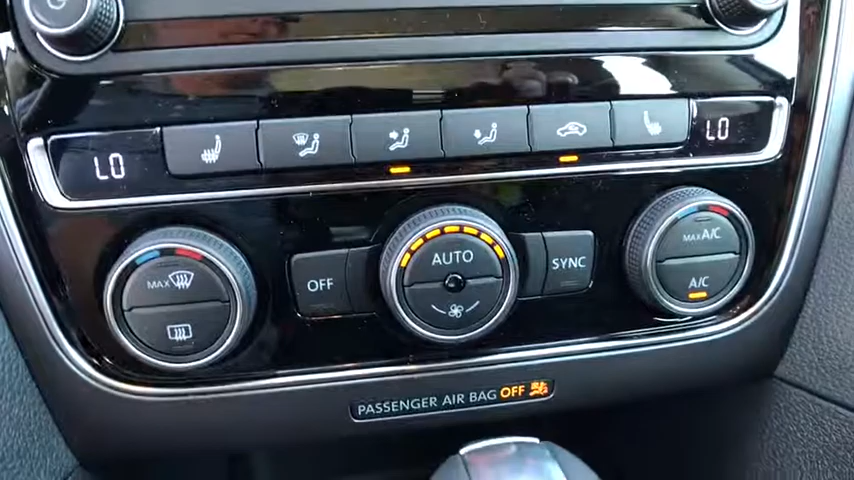 LO
LO
MAX
OFF
AUTO
SYNC
MAX A/C
A/C
PASSENGER AIR BAG OFF